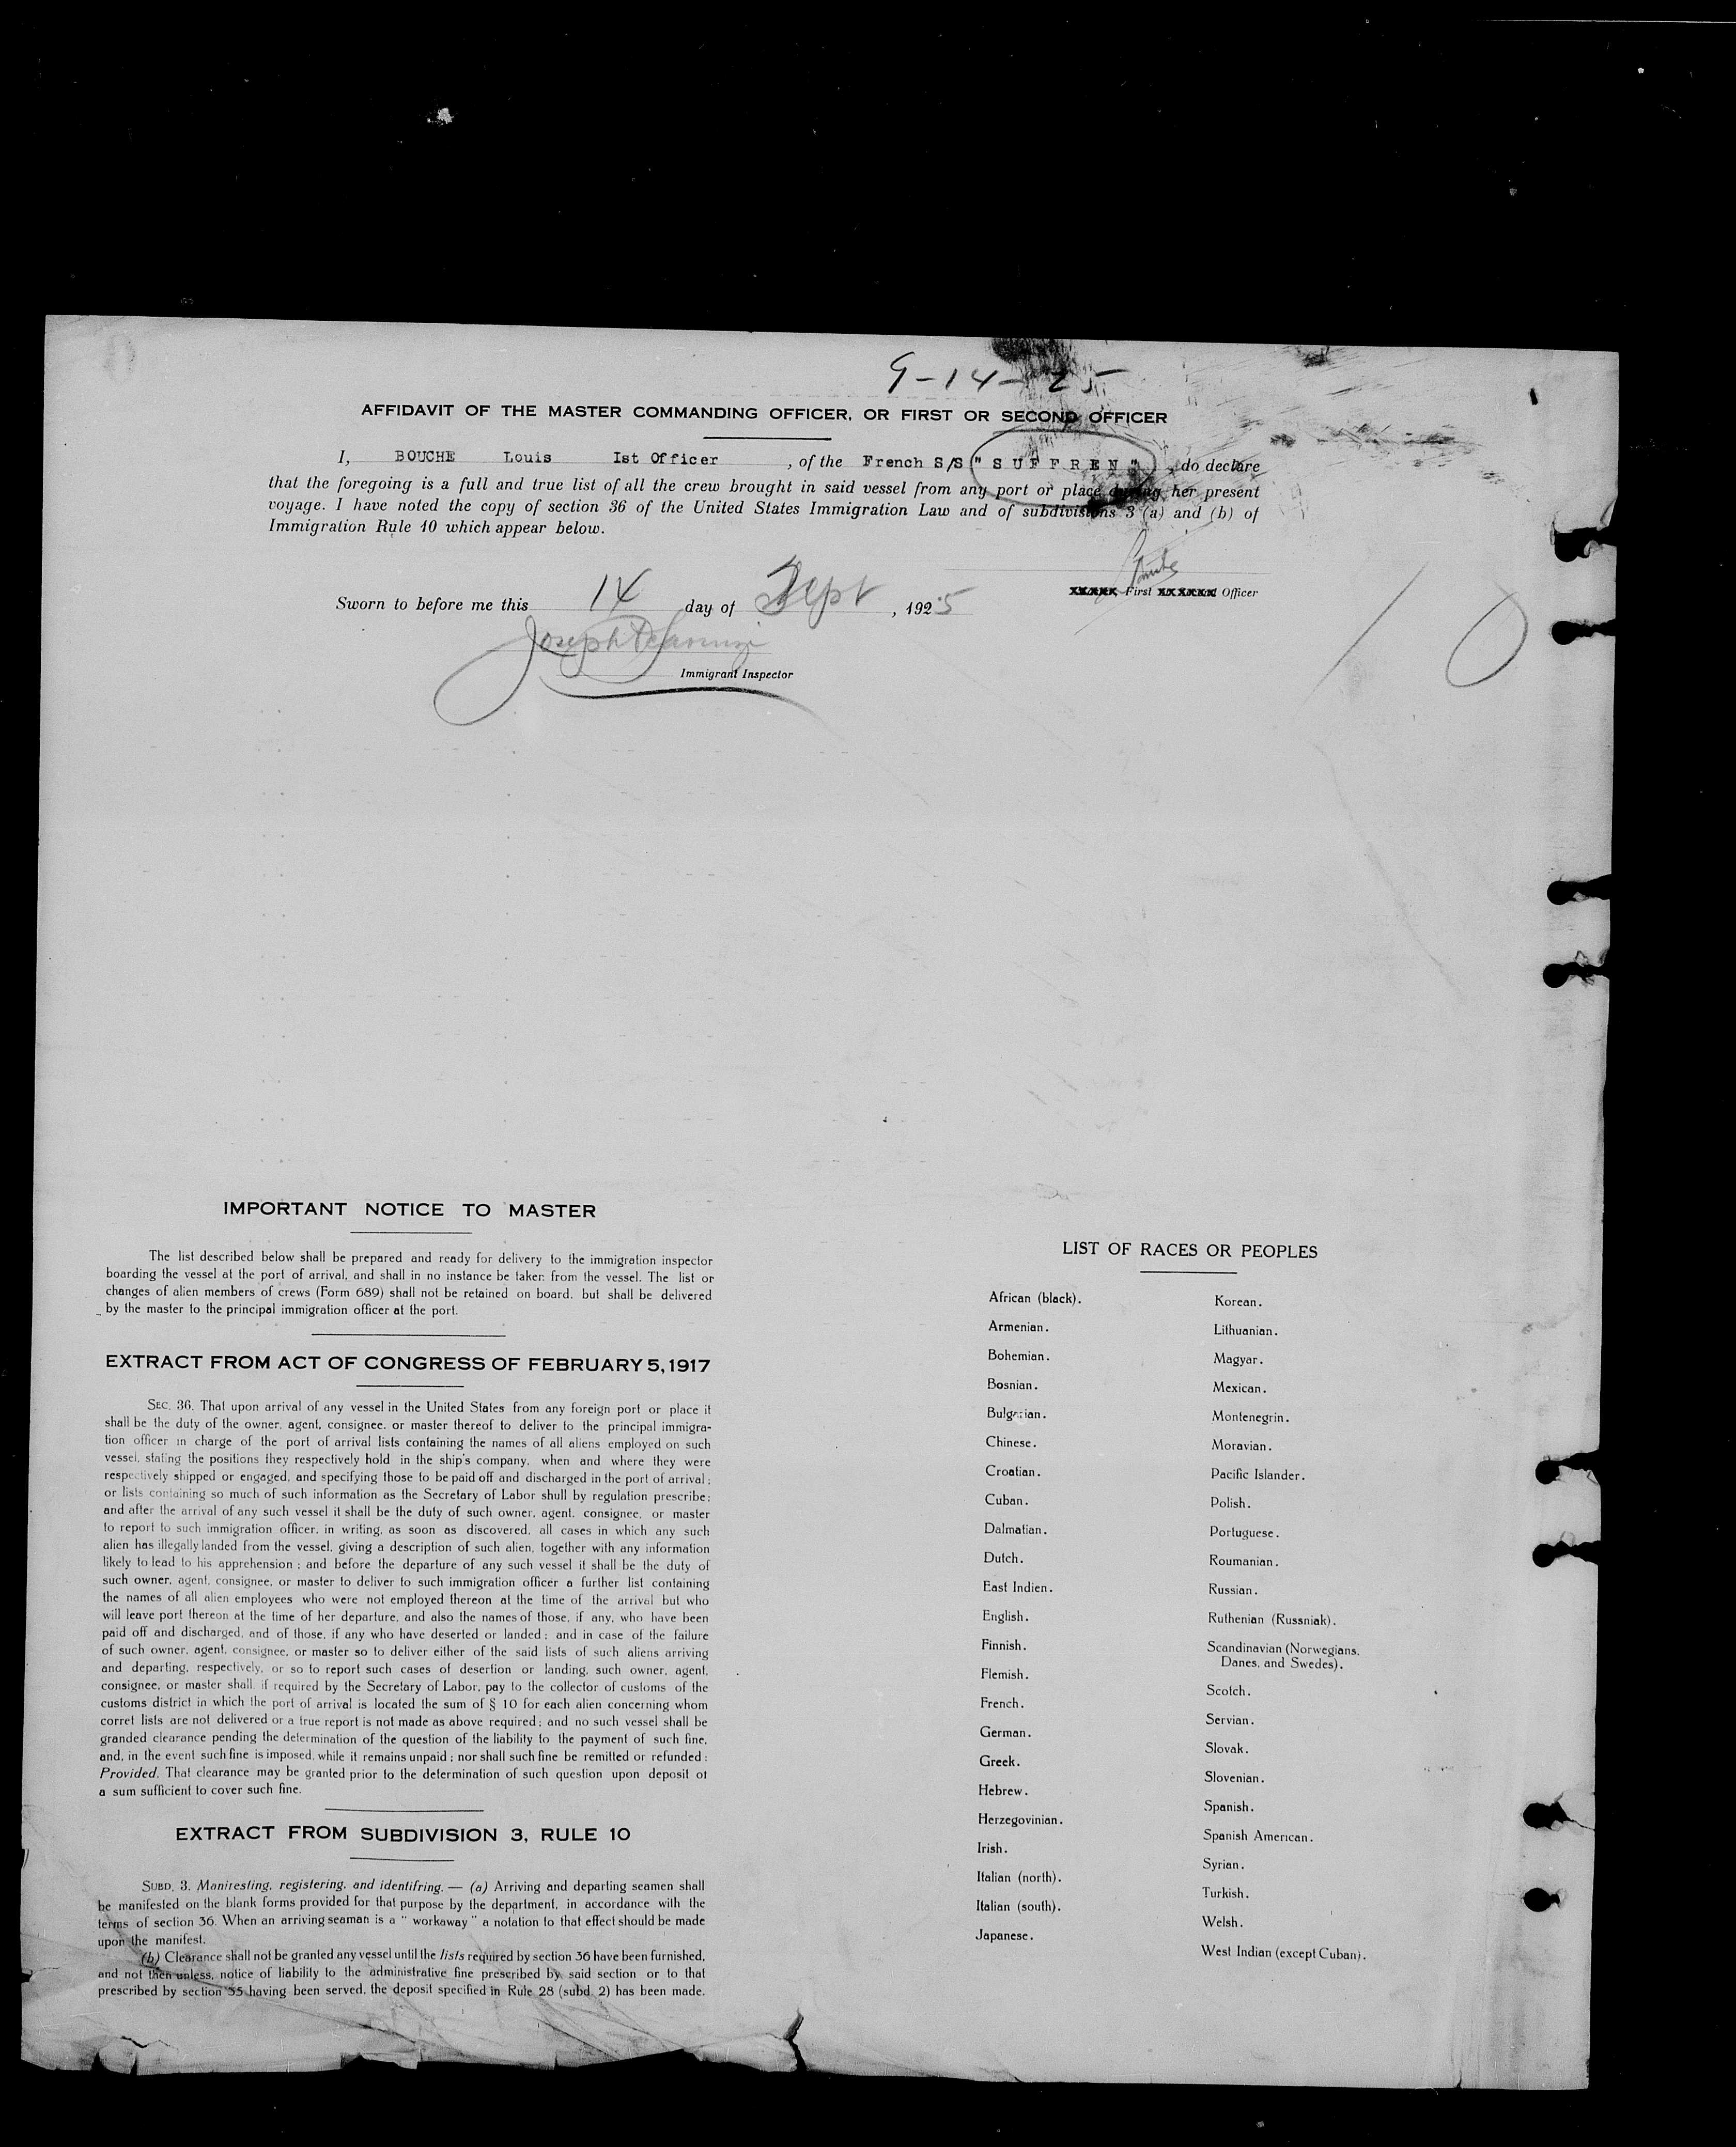 9-14-25
AFFIDAVIT OF THE MASTER COMMANDING OFFICER, OR FIRST OR SECOND OFFICER
I, BOUCHE Louis Ist Officer , of the French S/S " S U F F R E N " , do declare
that the foregoing is a full and true list of all the crew brought in said vessel from any port or place during her present
voyage. I have noted the copy of section 36 of the United States Immigration Law and of subdivisions 3 (a) and (b) of
Immigration Rule 10 which appear below.
xxxxx First xxxxxx Officer
Sworn to before me this 14 day of Sept , 1925
Joseph
Immigrant Inspector
10
IMPORTANT NOTICE TO MASTER
The list described below shall be prepared and ready for delivery to the immigration inspector
boarding the vessel at the port of arrival, and shall in no instance be taken from the vessel. The list or
changes of alien members of crews (Form 689) shall not be retained on board. but shall be delivered
by the master to the principal immigration officer at the port.
EXTRACT FROM ACT OF CONGRESS OF FEBRUARY 5, 1917
SEC. 36. That upon arrival of any vessel in the United States from any foreign port or place it
shall be the duty of the owner, agent, consignee, or master thereof to deliver to the principal immigra-
tion officer in charge of the port of arrival lists containing the names of all aliens employed on such
vessel, stating the positions they respectively hold in the ship's company, when and where they were
respectively shipped or engaged, and specifying those to be paid off and discharged in the port of arrival;
or lists containing so much of such information as the Secretary of Labor shull by regulation prescribe;
and after the arrival of any such vessel it shall be the duty of such owner, agent, consignee, or master
to report to such immigration officer, in writing, as soon as discovered, all cases in which any such
alien has illegally landed from the vessel, giving a description of such alien, together with any information
likely to lead to his apprehension ; and before the departure of any such vessel it shall be the duty of
such owner, agent, consignee, or master to deliver to such immigration officer a further list containing
the names of all alien employees who were not employed thereon at the time of the arrival but who
will leave port thereon at the time of her departure, and also the names of those, if any, who have been
paid off and discharged, and of those, if any who have deserted or landed ; and in case of the failure
of such owner, agent, consignee, or master so to deliver either of the said lists of such aliens arriving
and departing, respectively, or so to report such cases of desertion or landing, such owner, agent,
consignee, or master shall, if required by the Secretary of Labor, pay to the collector of customs of the
customs district in which the port of arrival is located the sum of § 10 for each alien concerning whom
corret lists are not delivered or a true report is not made as above required ; and no such vessel shall be
granded clearance pending the determination of the question of the liability to the payment of such fine,
and, in the event such fine is imposed, while it remains unpaid ; nor shall such fine be remitted or refunded :
Provided, That clearance may be granted prior to the determination of such question upon deposit of
a sum sufficient to cover such fine.
EXTRACT FROM SUBDIVISION 3, RULE 10
SUBD. 3. Maniresting, registering, and identifring. — (a) Arriving and departing seamen shall
be manifested on the blank forms provided for that purpose by the department, in accordance with the
terms of section 36. When an arriving seaman is a " workaway " a notation to that effect should be made
upon the manifest.
(b) Clearance shall not be granted any vessel until the lists required by section 36 have been furnished,
and not then unless, notice of liability to the administrative fine prescribed by said section or to that
prescribed by section 35 having been served, the deposit specified in Rule 28 (subd. 2) has been made.
LIST OF RACES OR PEOPLES
African (black).
Armenian.
Bohemian.
Bosnian.
Bulgarian.
Chinese.
Croatian.
Cuban.
Dalmatian.
Dutch.
East Indien.
English.
Finnish.
Flemish.
French.
German.
Greek.
Hebrew.
Herzegovinian.
Irish.
Italian (north).
Italian (south).
Japanese.
Korean.
Lithuanian.
Magyar.
Mexican.
Montenegrin.
Moravian.
Pacific Islander.
Polish.
Portuguese.
Roumanian.
Russian.
Ruthenian (Russniak).
Scandinavian (Norwegians,
Danes, and Swedes).
Scotch.
Servian.
Slovak.
Slovenian.
Spanish.
Spanish American.
Syrian.
Turkish.
Welsh.
West Indian (except Cuban).